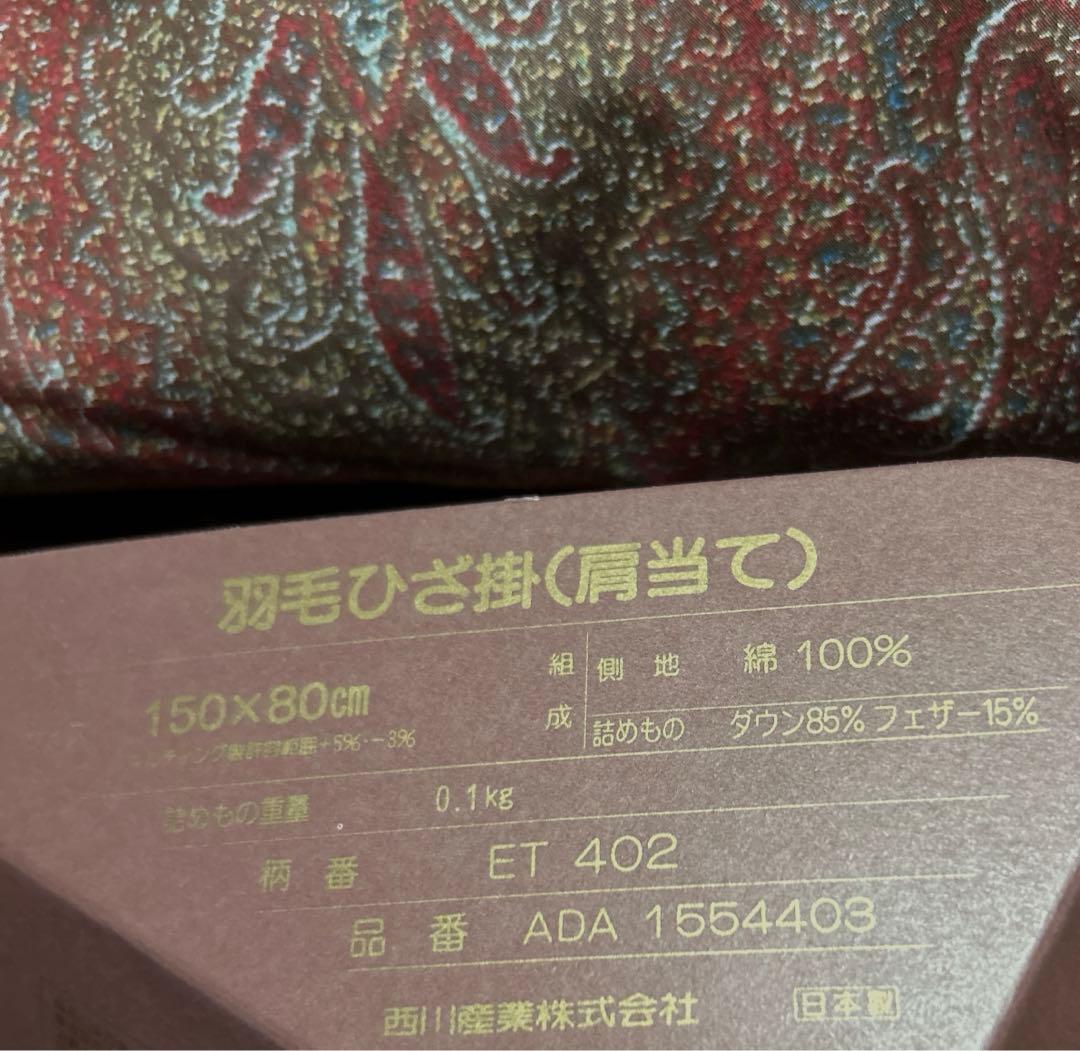 羽毛ひざ掛(肩当て)
150×80cm
組成 側地 綿 100%
詰めもの ダウン85% フェザー15%
詰めもの重量 0.1kg
柄番 ET 402
品番 ADA 1554403
西川産業株式会社 日本製